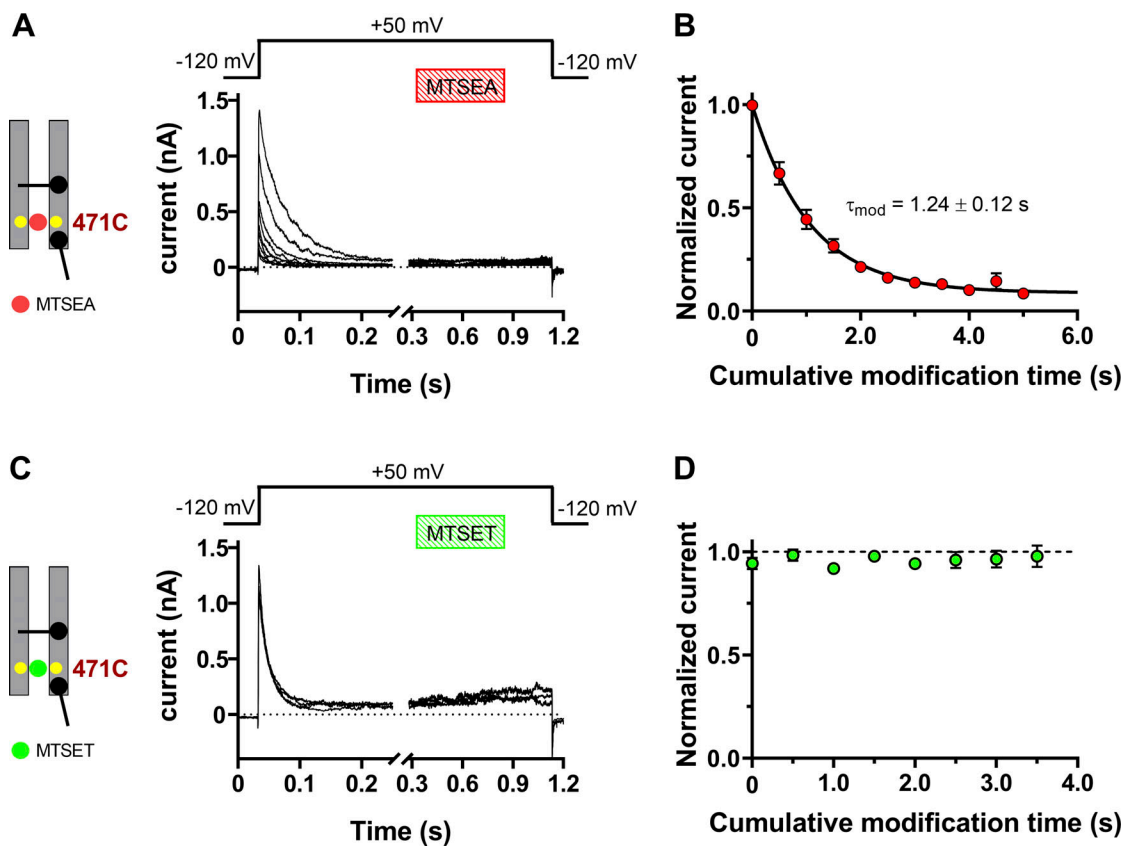 A
+50 mV
-120 mV
-120 mV
MTSEA
1.5
1.0
0.5
0
current (nA)
0 0.1 0.2 0.3 0.6 0.9 1.2
Time (s)
471C
MTSEA
B
1.0
0.5
0.0
Normalized current
τmod = 1.24 ± 0.12 s
0 2.0 4.0 6.0
Cumulative modification time (s)
C
+50 mV
-120 mV
-120 mV
MTSET
1.5
1.0
0.5
0
current (nA)
0 0.1 0.2 0.3 0.6 0.9 1.2
Time (s)
471C
MTSET
D
1.0
0.5
0.0
Normalized current
0 1.0 2.0 3.0 4.0
Cumulative modification time (s)